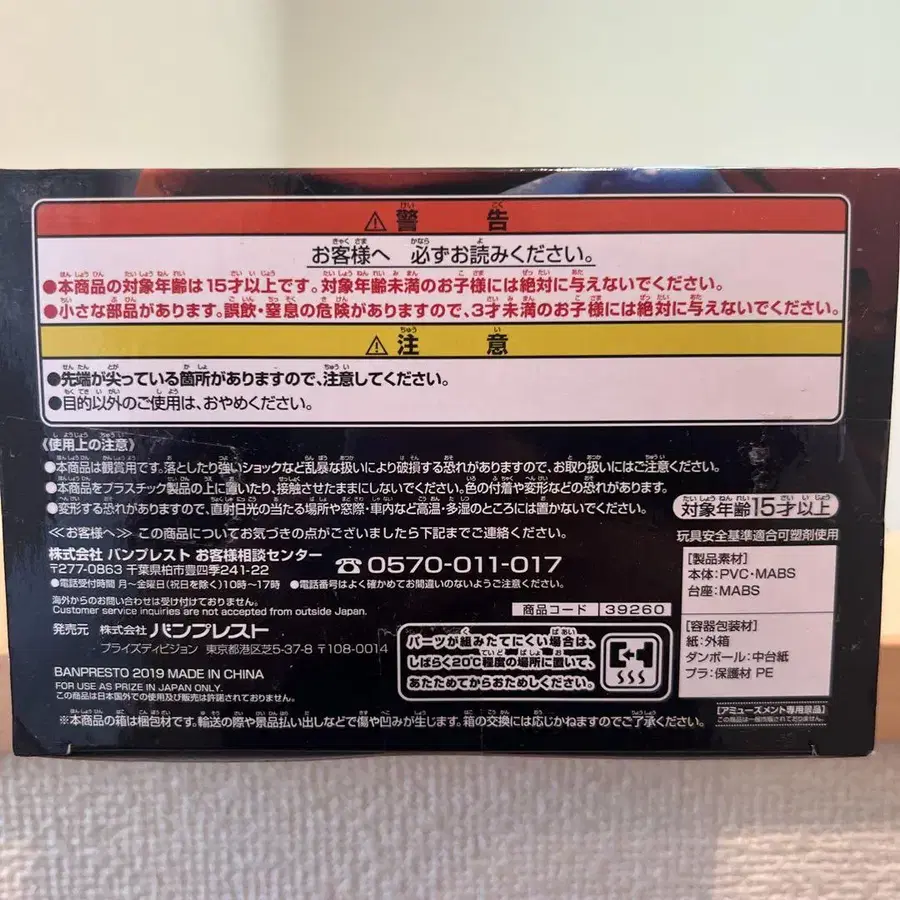 ⚠警告
お客様へ 必ずお読みください。
●本商品の対象年齢は15才以上です。対象年齢未満のお子様には絶対に与えないでください。
●小さな部品があります。誤飲・窒息の危険がありますので、3才未満のお子様には絶対に与えないでください。
⚠注意
●先端が尖っている箇所がありますので、注意してください。
●目的以外のご使用は、おやめください。
《使用上の注意》
●本商品は観賞用です。落としたり強いショックなど乱暴な扱いにより破損する恐れがありますので、お取り扱いにはご注意ください。
●本商品をプラスチック製品の上に置いたり、接触させたままにしないでください。色の付着や変形などの恐れがあります。
●変形する恐れがありますので、直射日光の当たる場所や窓際・車内など高温・多湿のところには置かないでください。
対象年齢15才以上
≪お客様へ≫ この商品についてお気づきの点がございましたら下記までご連絡ください。
玩具安全基準適合可塑剤使用
株式会社 バンプレスト お客様相談センター
〒277-0863 千葉県柏市豊四季241-22
☎0570-011-017
●電話受付時間 月〜金曜日(祝日を除く)10時〜17時 ●電話番号はよく確かめてお間違いのないようご注意ください。
海外からのお問い合わせは受け付けておりません。
Customer service inquiries are not accepted from outside Japan.
商品コード 39260
[製品素材]
本体:PVC・MABS
台座:MABS
発売元 株式会社 バンプレスト
プライズディビジョン 東京都港区芝5-37-8 〒108-0014
パーツが組みたてにくい場合は、
しばらく20℃程度の場所に置いて、
あたためてからおためしください。
[容器包装材]
紙:外箱
ダンボール:中台紙
プラ:保護材 PE
BANPRESTO 2019 MADE IN CHINA
FOR USE AS PRIZE IN JAPAN ONLY.
この商品は日本国外での使用及び販売は許諾されておりません。
※本商品の箱は梱包材です。輸送の際や景品払い出しなどで傷や凹みが生じます。箱の交換には応じかねますのでご了承ください。
[アミューズメント専用景品]
この商品は一般市販されておりません。